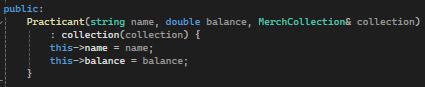 public:
Practicant(string name, double balance, MerchCollection& collection)
: collection(collection) {
this->name = name;
this->balance = balance;
}